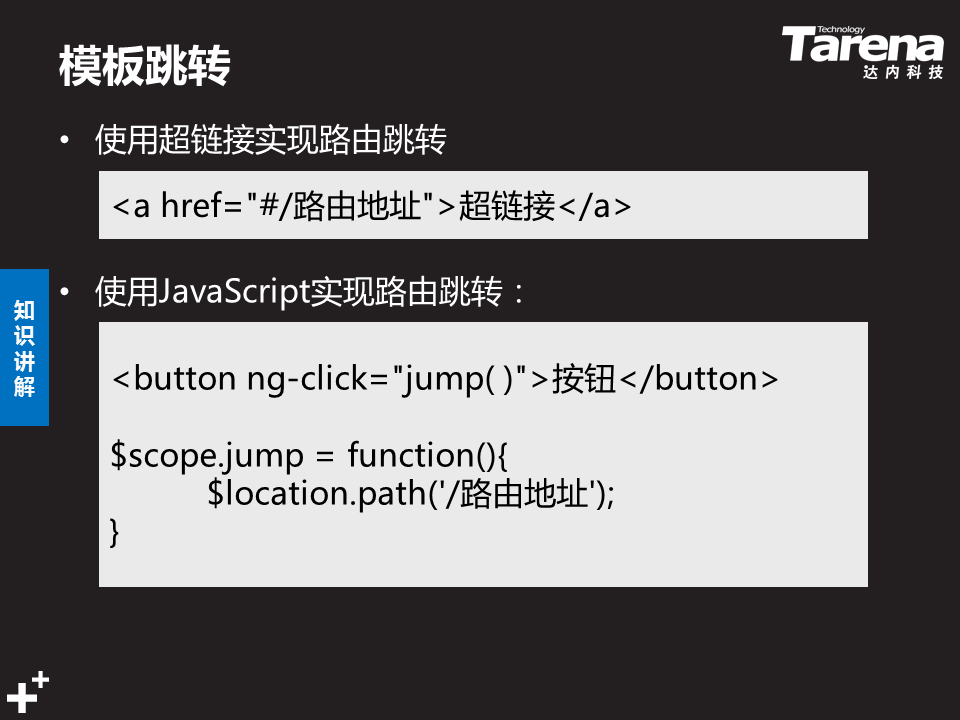 模板跳转
Technology
Tarena
达内科技
• 使用超链接实现路由跳转
<a href="#/路由地址">超链接</a>
• 使用JavaScript实现路由跳转：
知识讲解
<button ng-click="jump( )">按钮</button>
$scope.jump = function(){
$location.path('/路由地址');
}